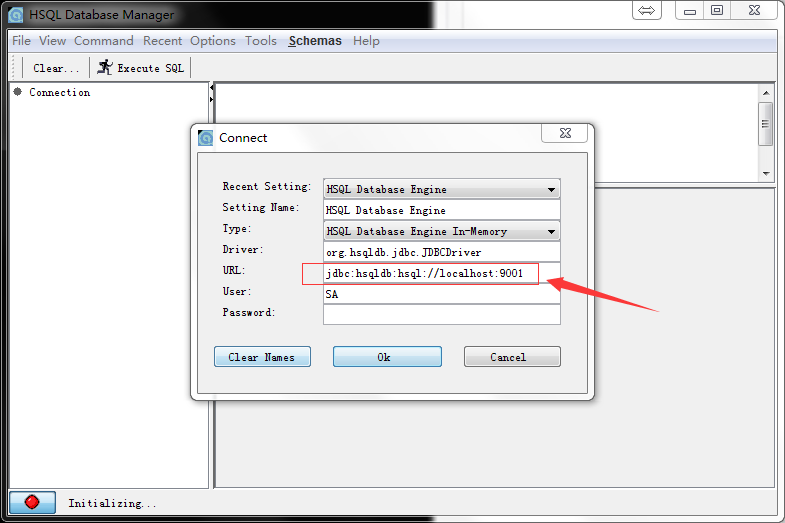 HSQL Database Manager
File View Command Recent Options Tools Schemas Help
Clear... Execute SQL
Connection
Connect
Recent Setting: HSQL Database Engine
Setting Name: HSQL Database Engine
Type: HSQL Database Engine In-Memory
Driver: org.hsqldb.jdbc.JDBCDriver
URL: jdbc:hsqldb:hsql://localhost:9001
User: SA
Password:
Clear Names Ok Cancel
Initializing...